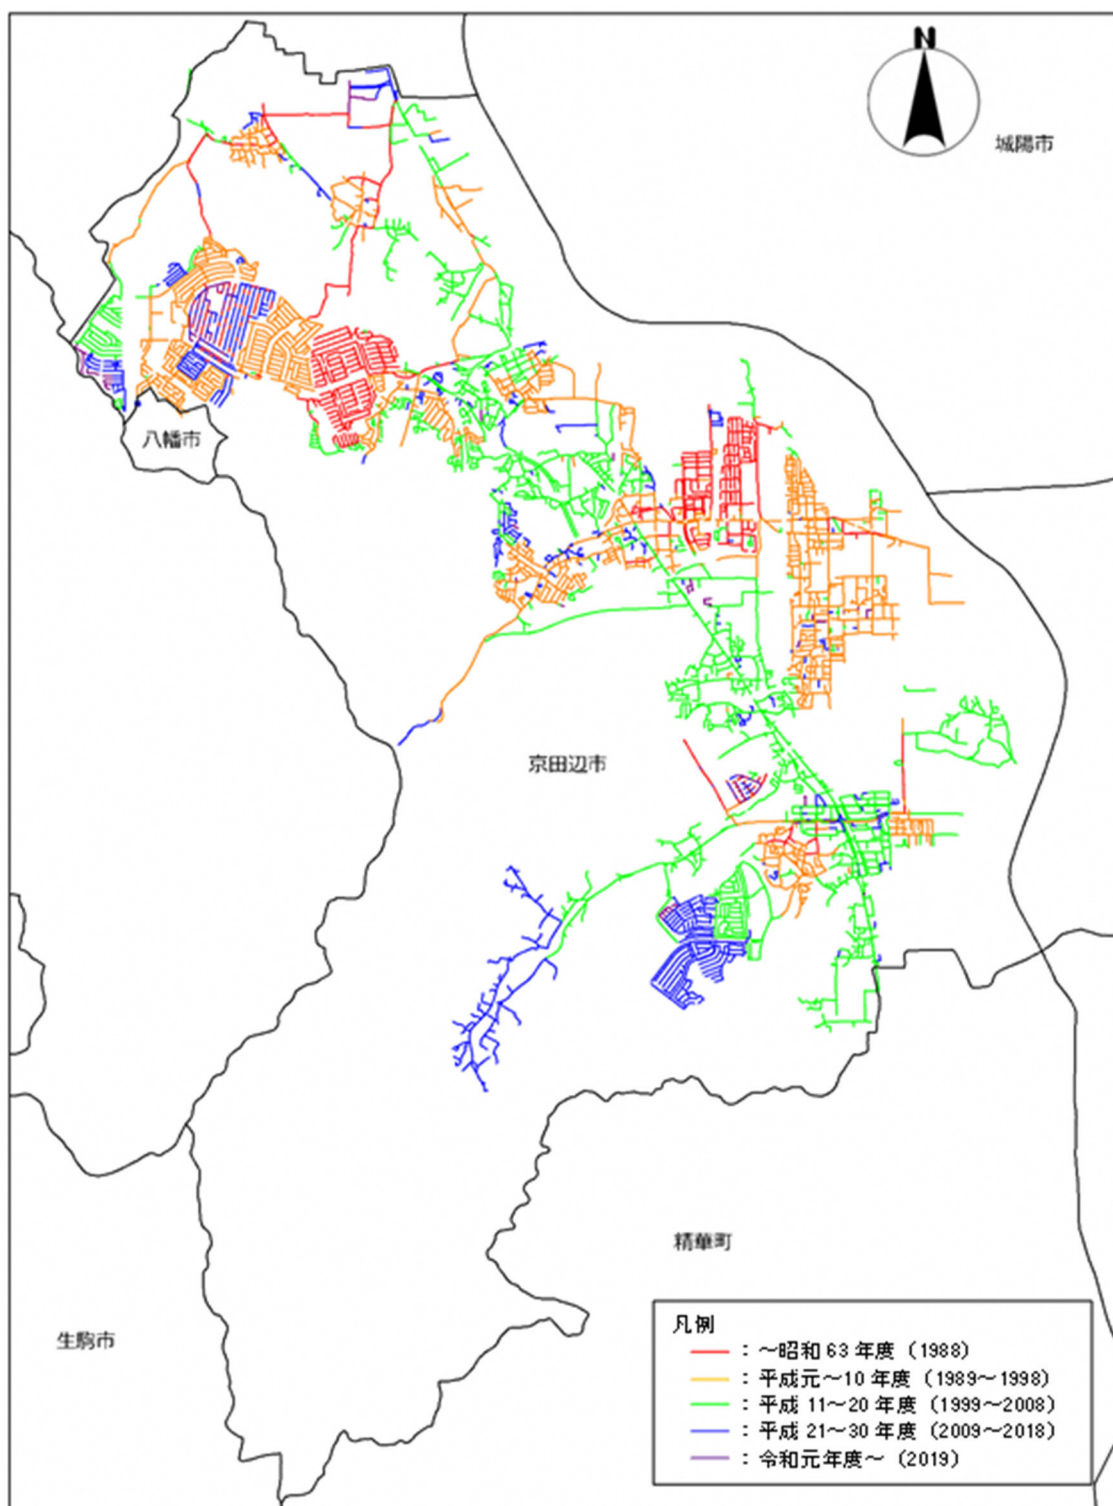 N
城陽市
八幡市
京田辺市
精華町
生駒市
凡例
：～昭和 63 年度（1988）
：平成元～10 年度（1989～1998）
：平成 11～20 年度（1999～2008）
：平成 21～30 年度（2009～2018）
：令和元年度～（2019）